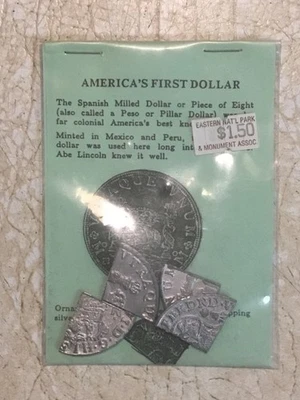 AMERICA'S FIRST DOLLAR
The Spanish Milled Dollar or Piece of Eight
(also called a Peso or Pillar Dollar)
far colonial America's best
EASTERN NAT'L PARK
$1.50
& MONUMENT ASSOC
Minted in Mexico and Peru,
dollar was used here long
Abe Lincoln knew it well.